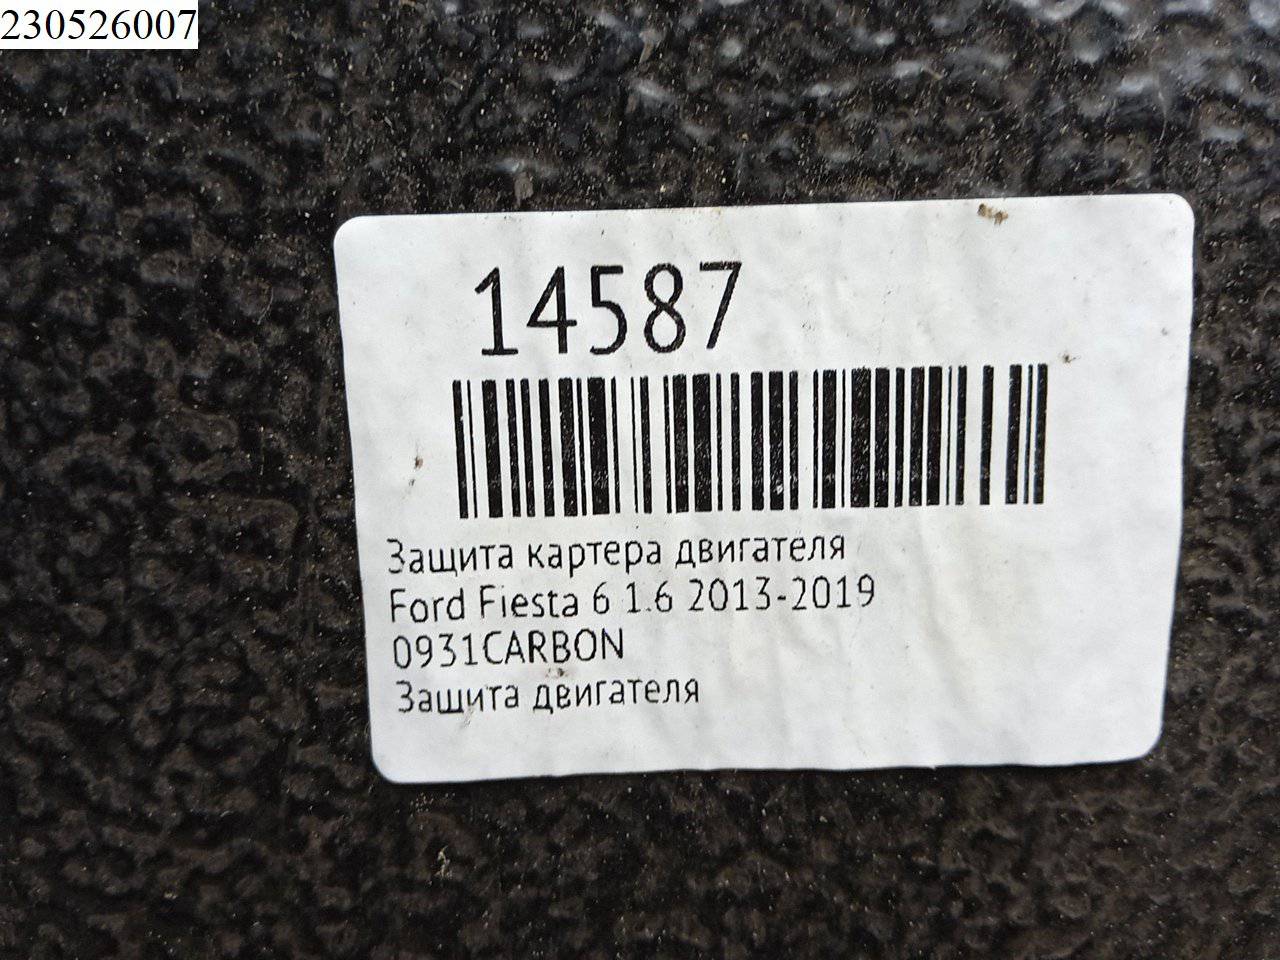 230526007
14587
Защита картера двигателя
Ford Fiesta 6 1.6 2013-2019
0931CARBON
Защита двигателя